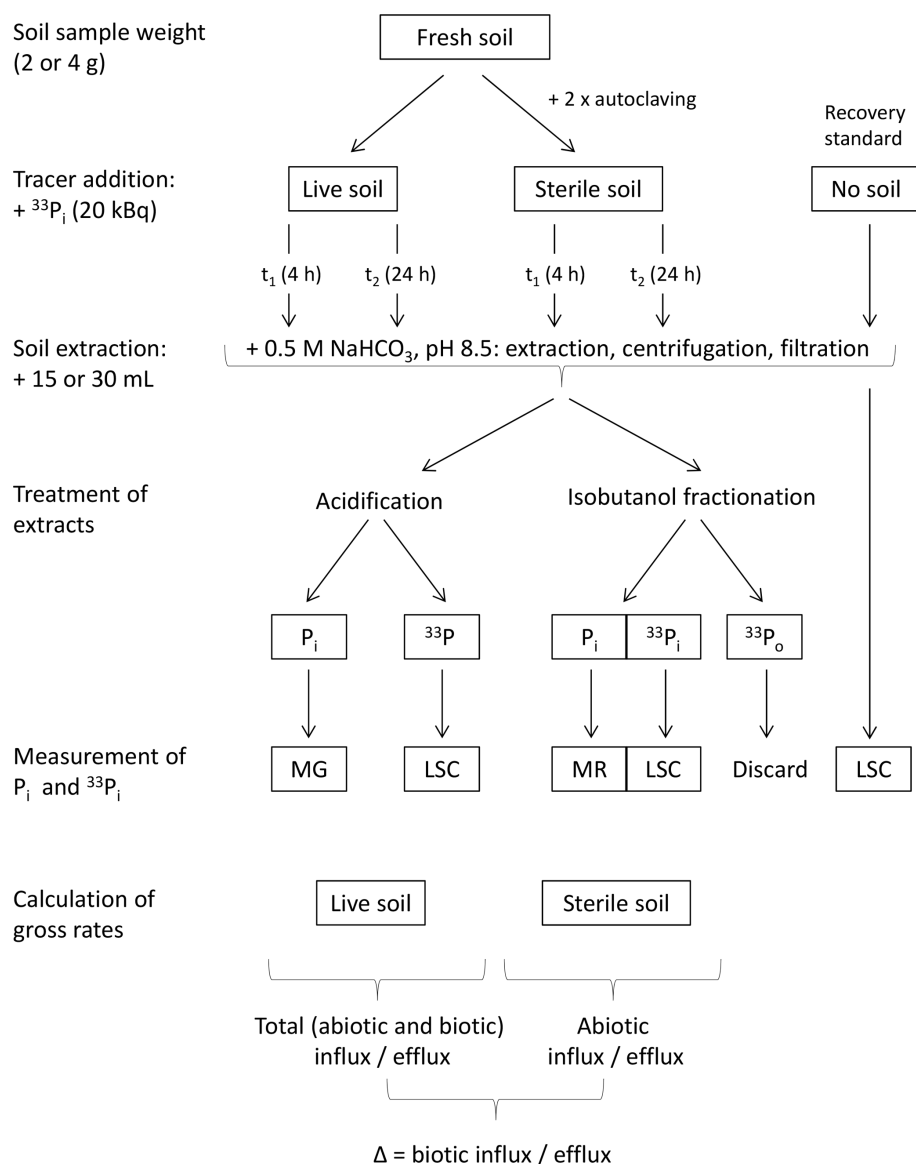 Soil sample weight
(2 or 4 g)
Fresh soil
+ 2 x autoclaving
Recovery
standard
Tracer addition:
+ ³³Pᵢ (20 kBq)
Live soil
Sterile soil
No soil
t₁ (4 h)
t₂ (24 h)
t₁ (4 h)
t₂ (24 h)
Soil extraction:
+ 15 or 30 mL
+ 0.5 M NaHCO₃, pH 8.5: extraction, centrifugation, filtration
Treatment of
extracts
Acidification
Isobutanol fractionation
Pᵢ
³³P
Pᵢ
³³Pᵢ
³³Pₒ
Measurement of
Pᵢ and ³³Pᵢ
MG
LSC
MR
LSC
Discard
LSC
Calculation of
gross rates
Live soil
Sterile soil
Total (abiotic and biotic)
influx / efflux
Abiotic
influx / efflux
Δ = biotic influx / efflux